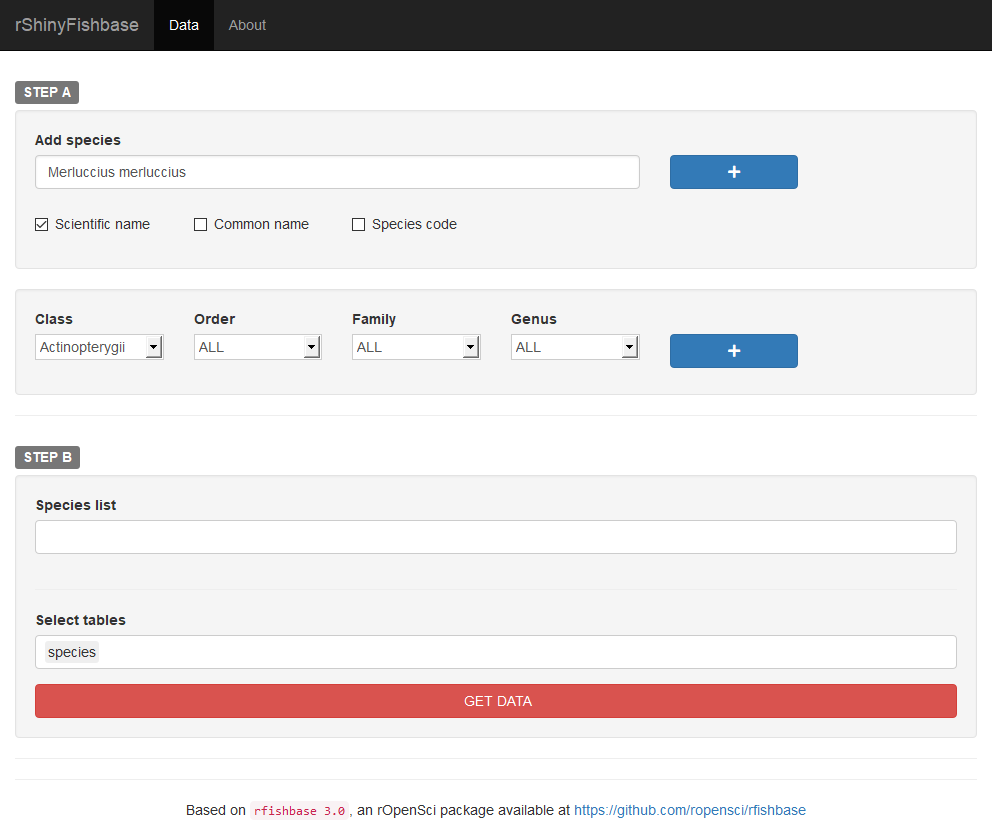 rShinyFishbase Data About
STEP A
Add species
Merluccius merluccius
+
Scientific name Common name Species code
Class Order Family Genus
Actinopterygii ALL ALL ALL
+
STEP B
Species list
Select tables
species
GET DATA
Based on rfishbase 3.0, an rOpenSci package available at https://github.com/ropensci/rfishbase